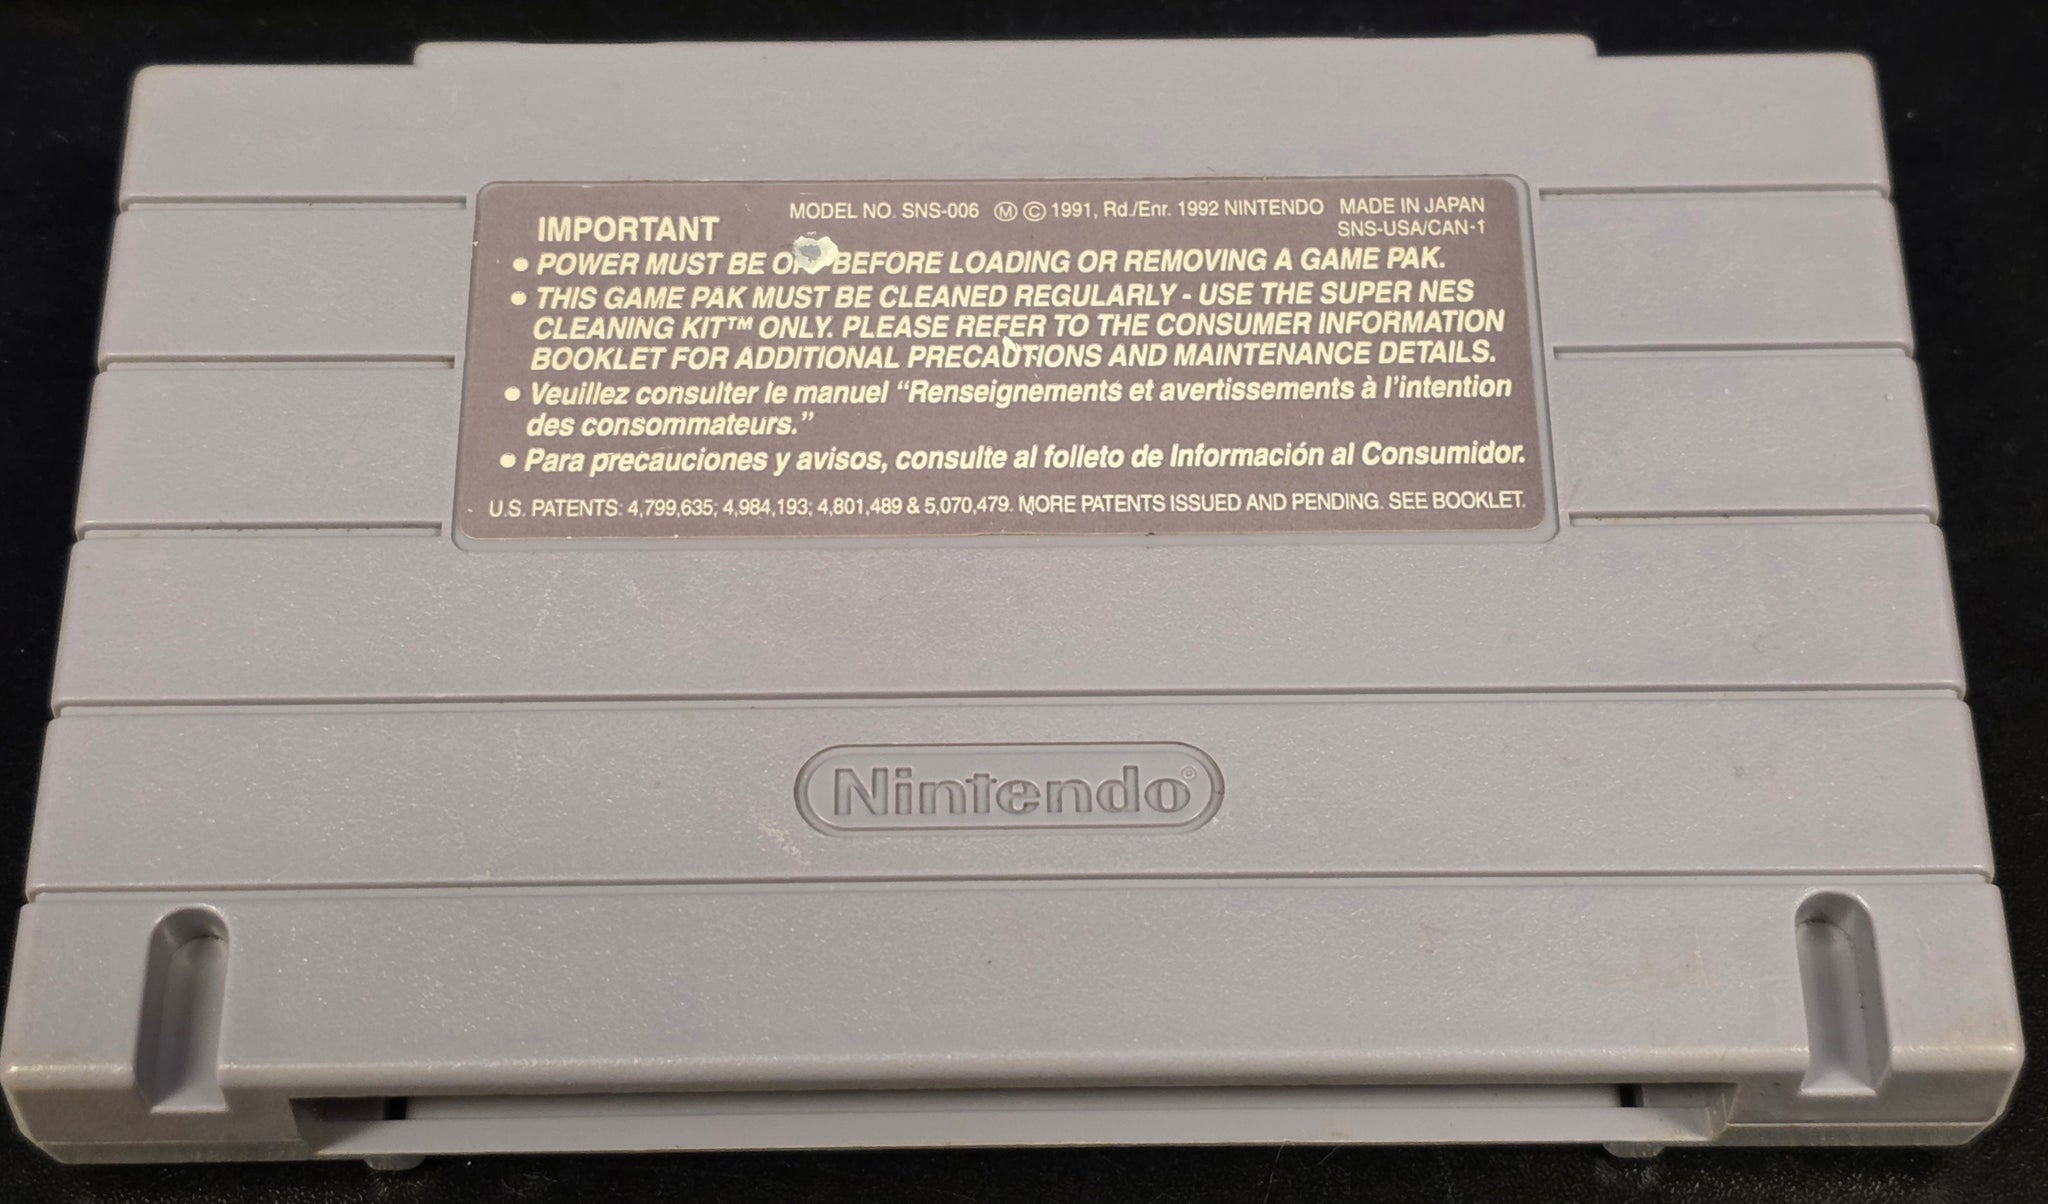 IMPORTANT
MODEL NO. SNS-006 Ⓜ © 1991, Rd./Enr. 1992 NINTENDO MADE IN JAPAN
SNS-USA/CAN-1
• POWER MUST BE BEFORE LOADING OR REMOVING A GAME PAK.
• THIS GAME PAK MUST BE CLEANED REGULARLY - USE THE SUPER NES
CLEANING KIT™ ONLY. PLEASE REFER TO THE CONSUMER INFORMATION
BOOKLET FOR ADDITIONAL PRECAUTIONS AND MAINTENANCE DETAILS.
• Veuillez consulter le manuel “Renseignements et avertissements à l’intention
des consommateurs.”
• Para precauciones y avisos, consulte al folleto de Información al Consumidor.
U.S. PATENTS: 4,799,635; 4,984,193; 4,801,489 & 5,070,479. MORE PATENTS ISSUED AND PENDING. SEE BOOKLET.
Nintendo®